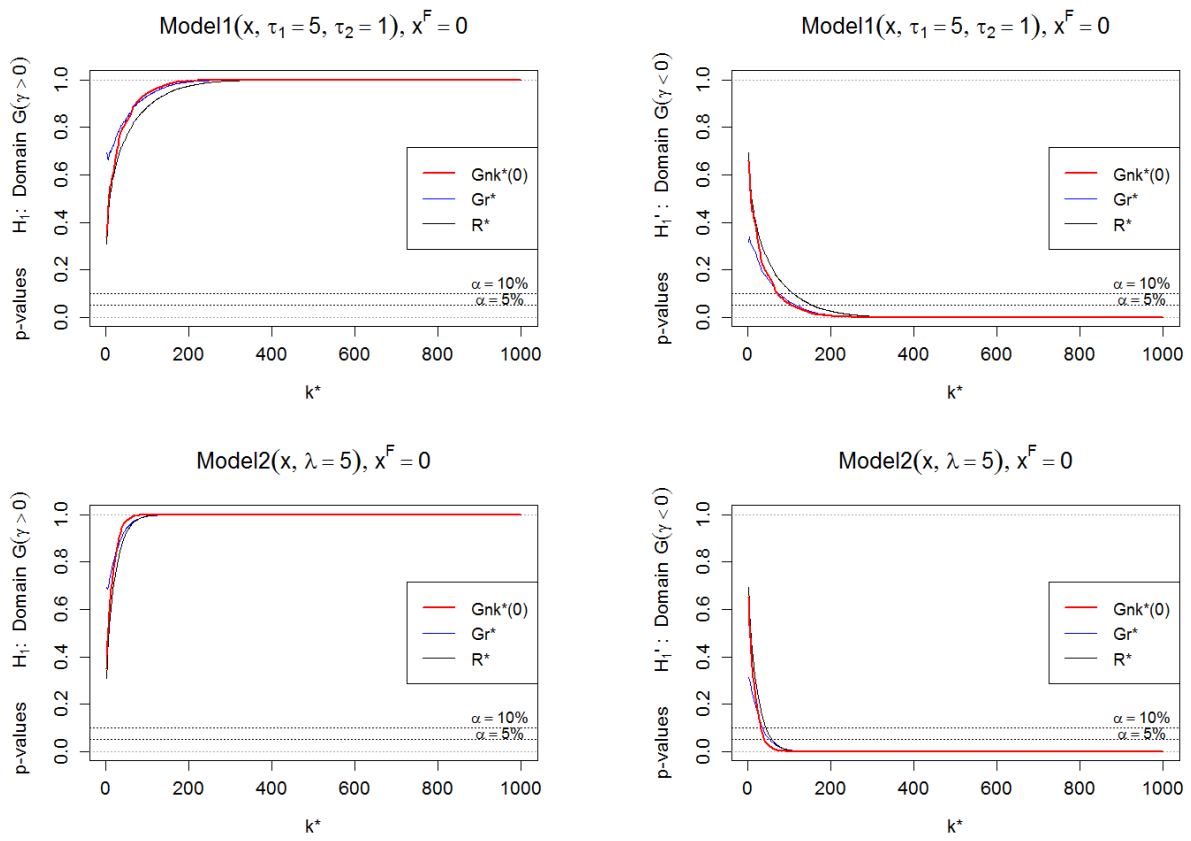 Model1(x, τ₁ = 5, τ₂ = 1), xᶠ = 0
p-values H₁: Domain G(γ > 0)
1.0
0.8
0.6
0.4
0.2
0.0
Gnk*(0)
Gr*
R*
α = 10%
α = 5%
0 200 400 600 800 1000
k*
Model1(x, τ₁ = 5, τ₂ = 1), xᶠ = 0
p-values H₁': Domain G(γ < 0)
1.0
0.8
0.6
0.4
0.2
0.0
Gnk*(0)
Gr*
R*
α = 10%
α = 5%
0 200 400 600 800 1000
k*
Model2(x, λ = 5), xᶠ = 0
p-values H₁: Domain G(γ > 0)
1.0
0.8
0.6
0.4
0.2
0.0
Gnk*(0)
Gr*
R*
α = 10%
α = 5%
0 200 400 600 800 1000
k*
Model2(x, λ = 5), xᶠ = 0
p-values H₁': Domain G(γ < 0)
1.0
0.8
0.6
0.4
0.2
0.0
Gnk*(0)
Gr*
R*
α = 10%
α = 5%
0 200 400 600 800 1000
k*